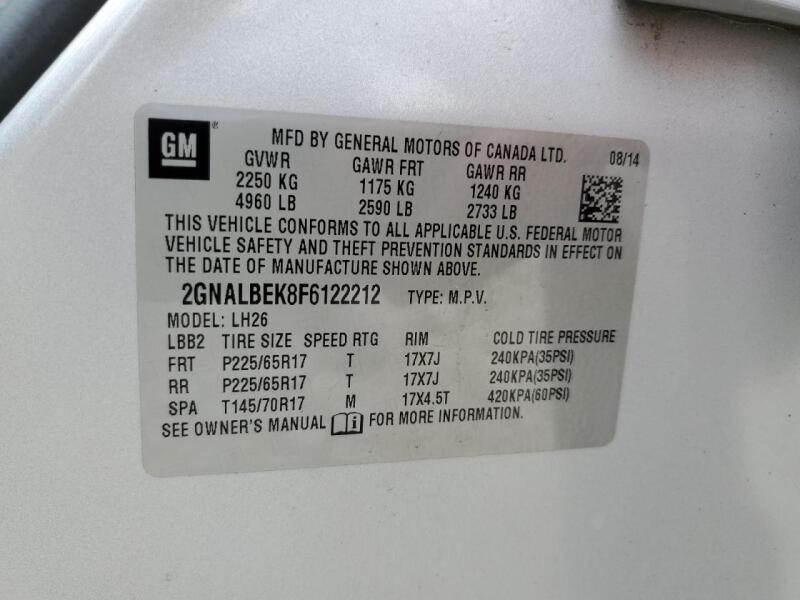 GM ®
MFD BY GENERAL MOTORS OF CANADA LTD. 08/14
GVWR GAWR FRT GAWR RR
2250 KG 1175 KG 1240 KG
4960 LB 2590 LB 2733 LB
THIS VEHICLE CONFORMS TO ALL APPLICABLE U.S. FEDERAL MOTOR
VEHICLE SAFETY AND THEFT PREVENTION STANDARDS IN EFFECT ON
THE DATE OF MANUFACTURE SHOWN ABOVE.
2GNALBEK8F6122212 TYPE: M.P.V.
MODEL: LH26
LBB2 TIRE SIZE SPEED RTG RIM COLD TIRE PRESSURE
FRT P225/65R17 T 17X7J 240KPA(35PSI)
RR P225/65R17 T 17X7J 240KPA(35PSI)
SPA T145/70R17 M 17X4.5T 420KPA(60PSI)
SEE OWNER'S MANUAL FOR MORE INFORMATION.